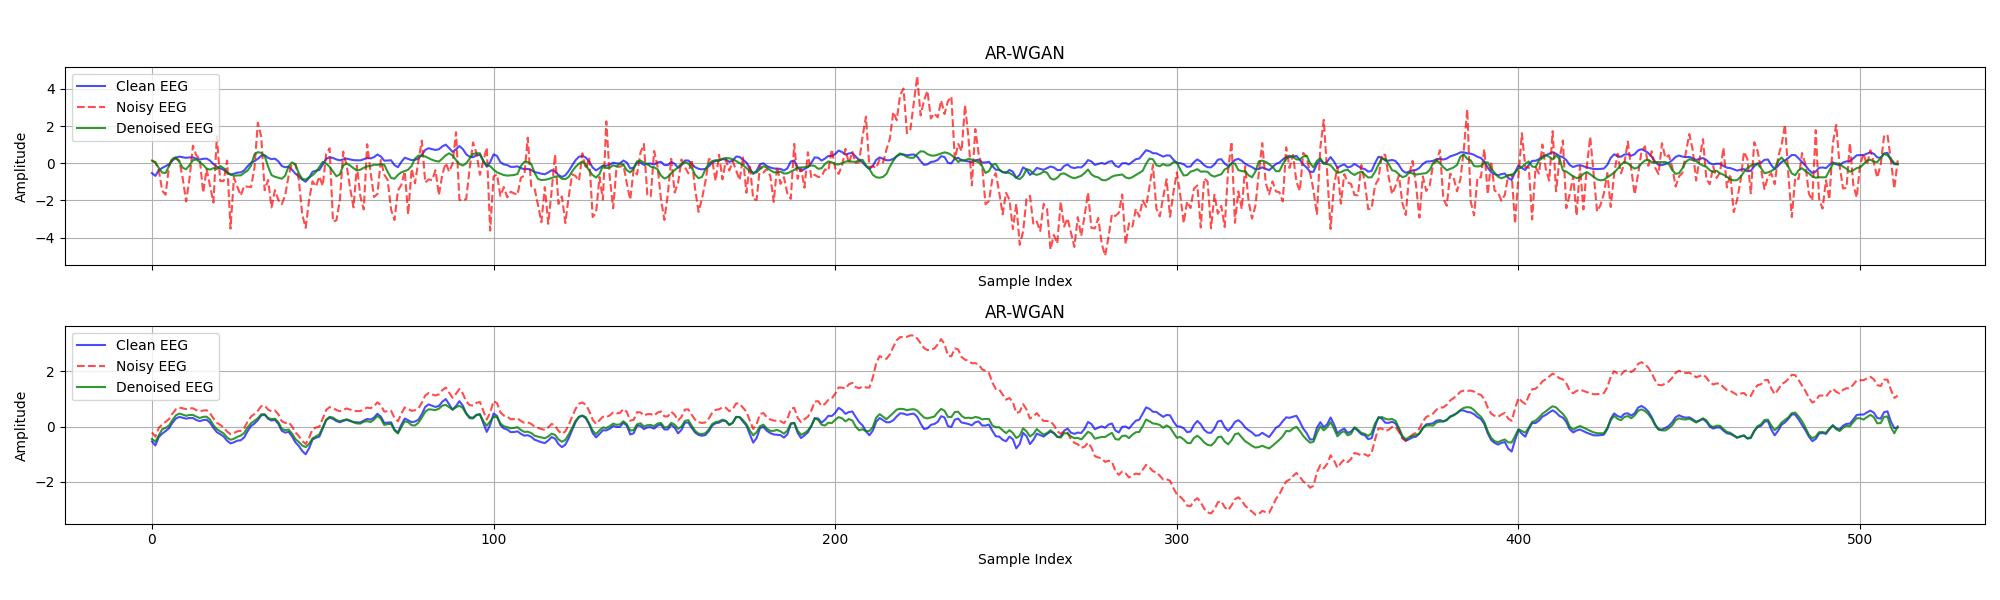 AR-WGAN
Clean EEG
Noisy EEG
Denoised EEG
Amplitude
4
2
0
−2
−4
Sample Index
AR-WGAN
Clean EEG
Noisy EEG
Denoised EEG
Amplitude
2
0
−2
0 100 200 300 400 500
Sample Index